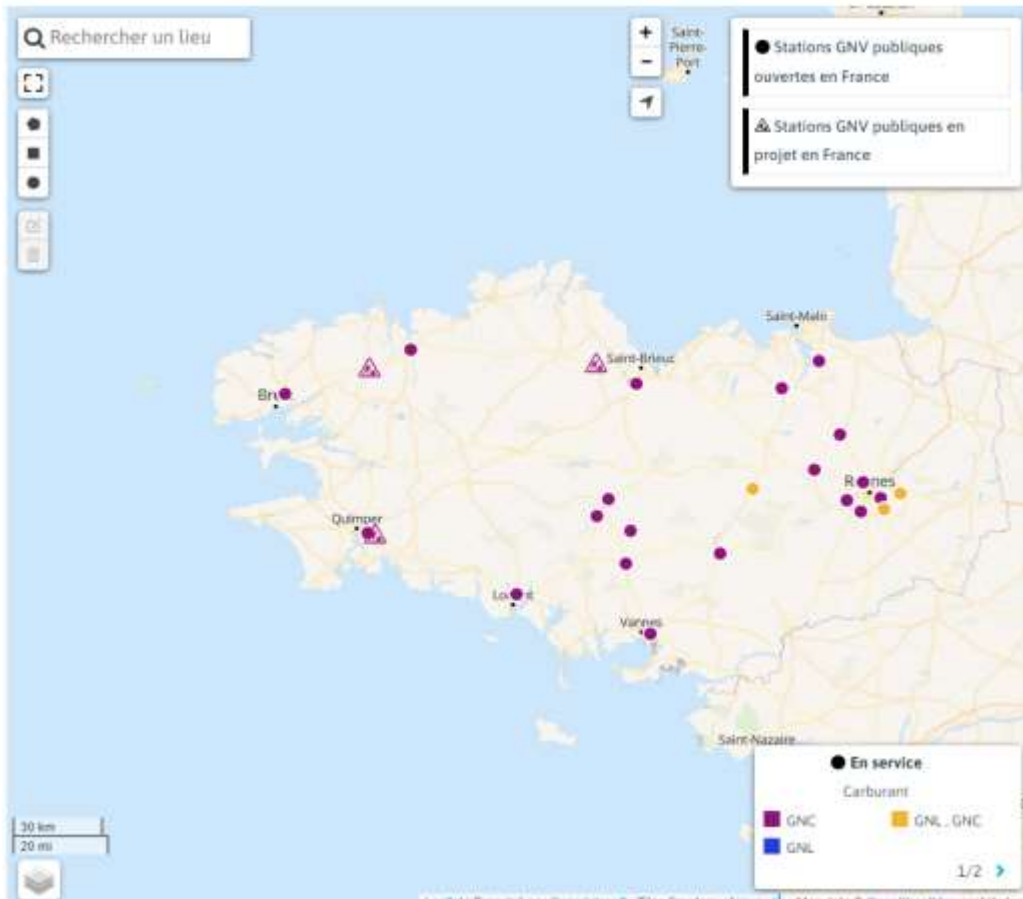 Rechercher un lieu
+
−
Saint-
Pierre-
Port
Stations GNV publiques
ouvertes en France
Stations GNV publiques en
projet en France
Saint-Malo
Saint-Brieuc
Quimper
Vannes
Saint-Nazaire
En service
Carburant
GNC
GNL , GNC
GNL
1/2
30 km
20 mi